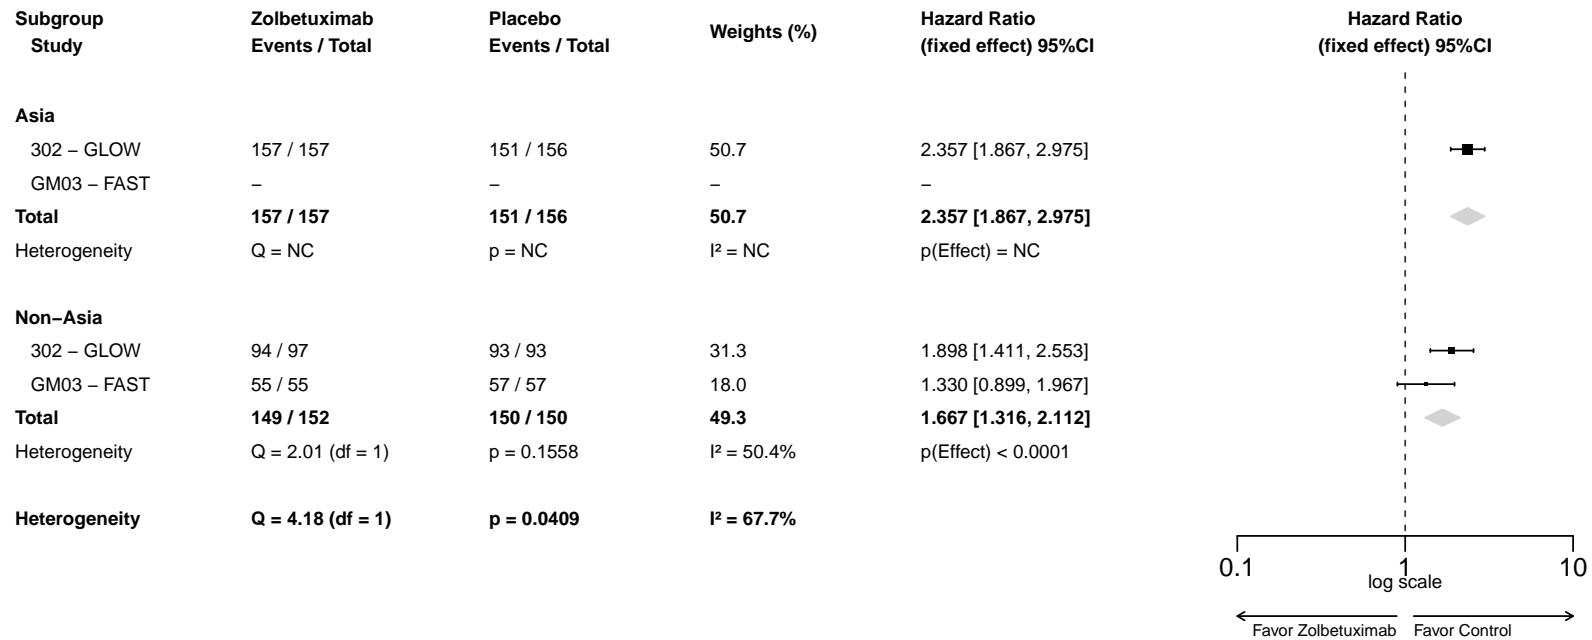 Subgroup Zolbetuximab Placebo Weights (%) Hazard Ratio Hazard Ratio
Study Events / Total Events / Total (fixed effect) 95%CI (fixed effect) 95%CI
Asia
302 − GLOW 157 / 157 151 / 156 50.7 2.357 [1.867, 2.975]
GM03 − FAST − − − −
Total 157 / 157 151 / 156 50.7 2.357 [1.867, 2.975]
Heterogeneity Q = NC p = NC I² = NC p(Effect) = NC
Non−Asia
302 − GLOW 94 / 97 93 / 93 31.3 1.898 [1.411, 2.553]
GM03 − FAST 55 / 55 57 / 57 18.0 1.330 [0.899, 1.967]
Total 149 / 152 150 / 150 49.3 1.667 [1.316, 2.112]
Heterogeneity Q = 2.01 (df = 1) p = 0.1558 I² = 50.4% p(Effect) < 0.0001
Heterogeneity Q = 4.18 (df = 1) p = 0.0409 I² = 67.7%
0.1 1 10
log scale
Favor Zolbetuximab Favor Control